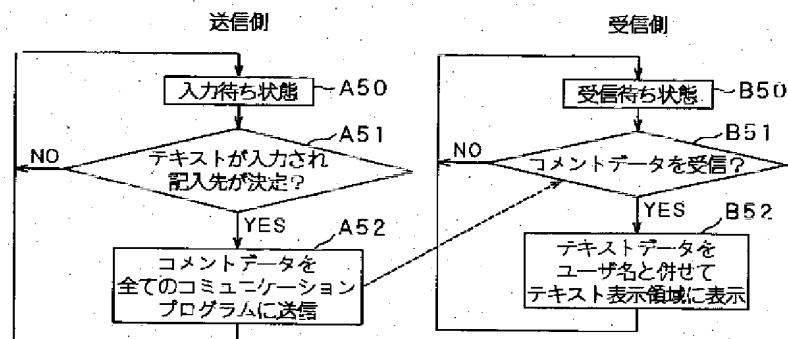 送信側
入力待ち状態
A50
A51
テキストが入力され
記入先が決定?
NO
YES
A52
コメントデータを
全てのコミュニケーション
プログラムに送信
受信側
受信待ち状態
B50
B51
コメントデータを受信?
NO
YES
B52
テキストデータを
ユーザ名と併せて
テキスト表示領域に表示